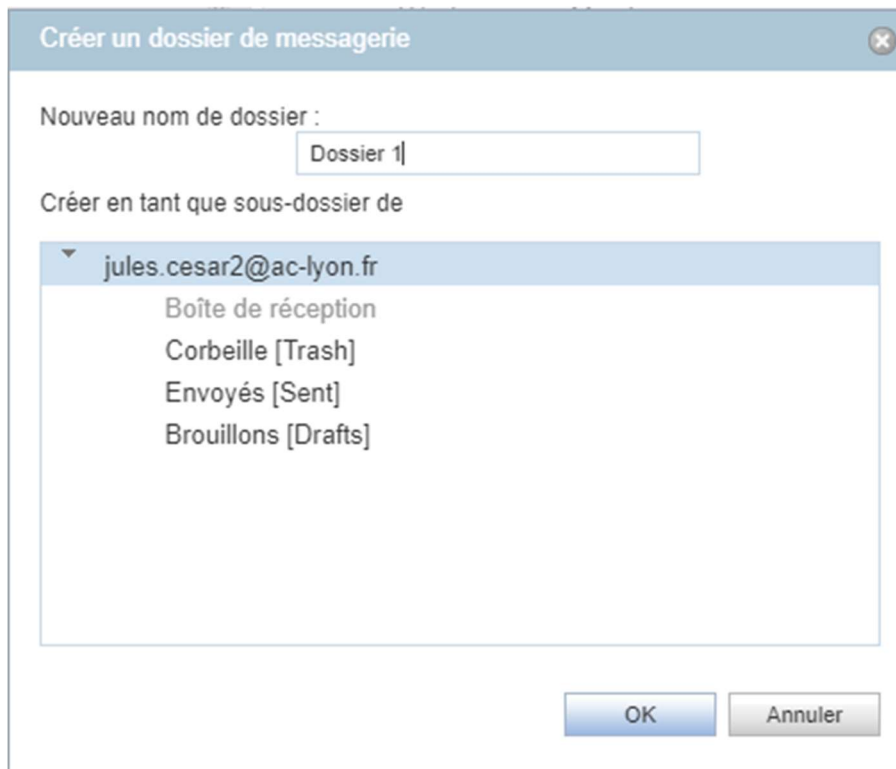 Créer un dossier de messagerie
Nouveau nom de dossier :
Dossier 1
Créer en tant que sous-dossier de
jules.cesar2@ac-lyon.fr
Boîte de réception
Corbeille [Trash]
Envoyés [Sent]
Brouillons [Drafts]
OK
Annuler